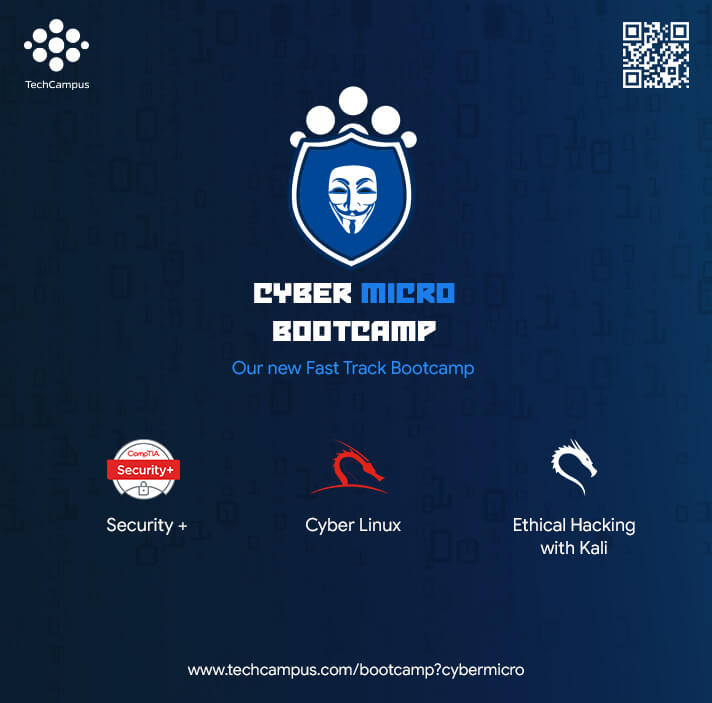 TechCampus
CYBER MICRO
BOOTCAMP
Our new Fast Track Bootcamp
CompTIA
Security+
Security +
Cyber Linux
Ethical Hacking
with Kali
www.techcampus.com/bootcamp?cybermicro